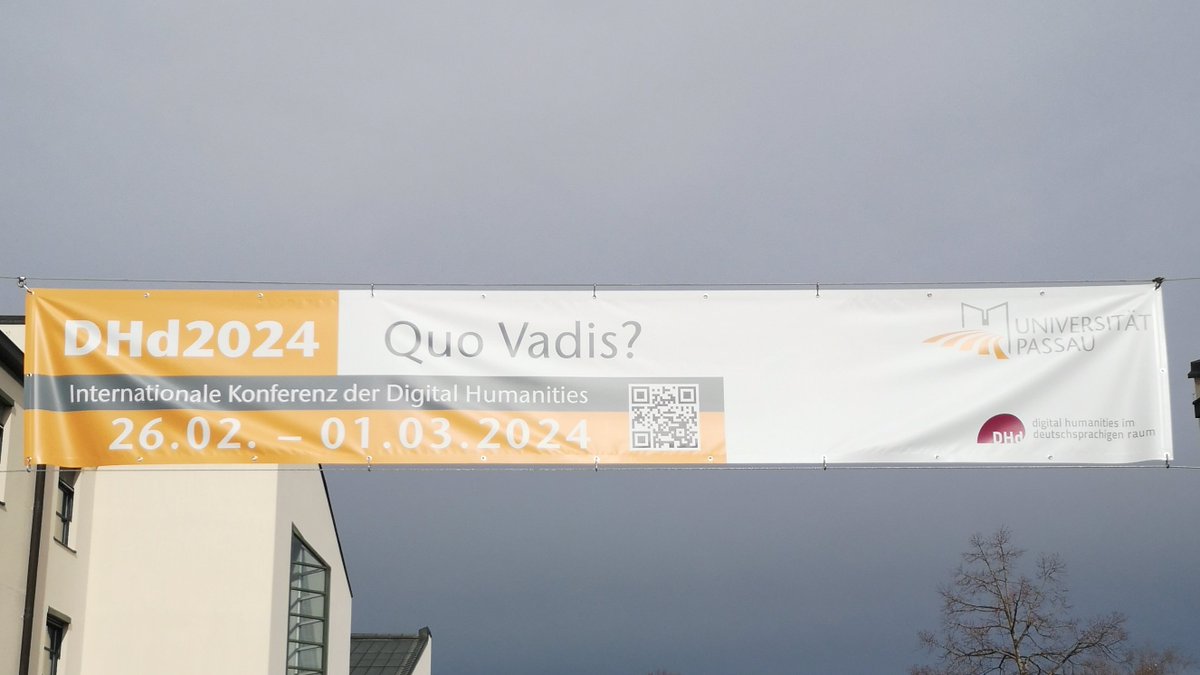 DHd2024
Quo Vadis?
Internationale Konferenz der Digital Humanities
26.02. – 01.03.2024
UNIVERSITÄT
PASSAU
DHd
digital humanities im
deutschsprachigen raum